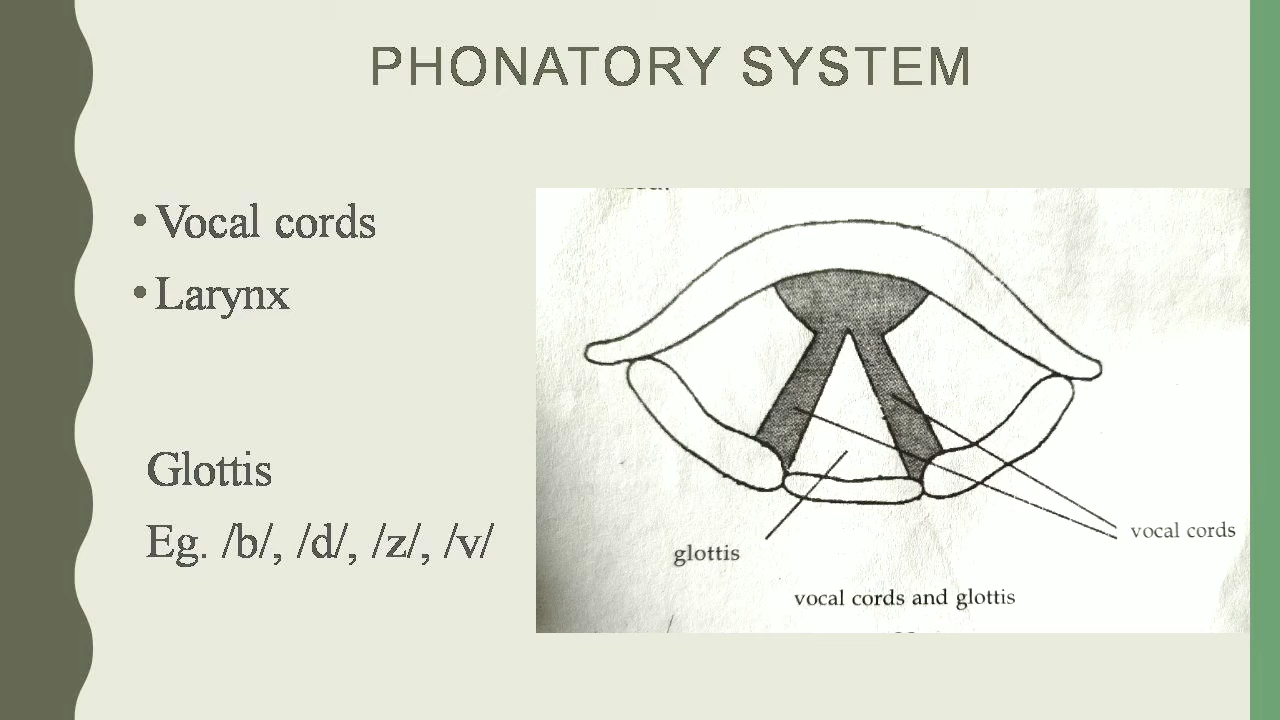 PHONATORY SYSTEM
• Vocal cords
• Larynx
Glottis
Eg. /b/, /d/, /z/, /v/
glottis
vocal cords
vocal cords and glottis